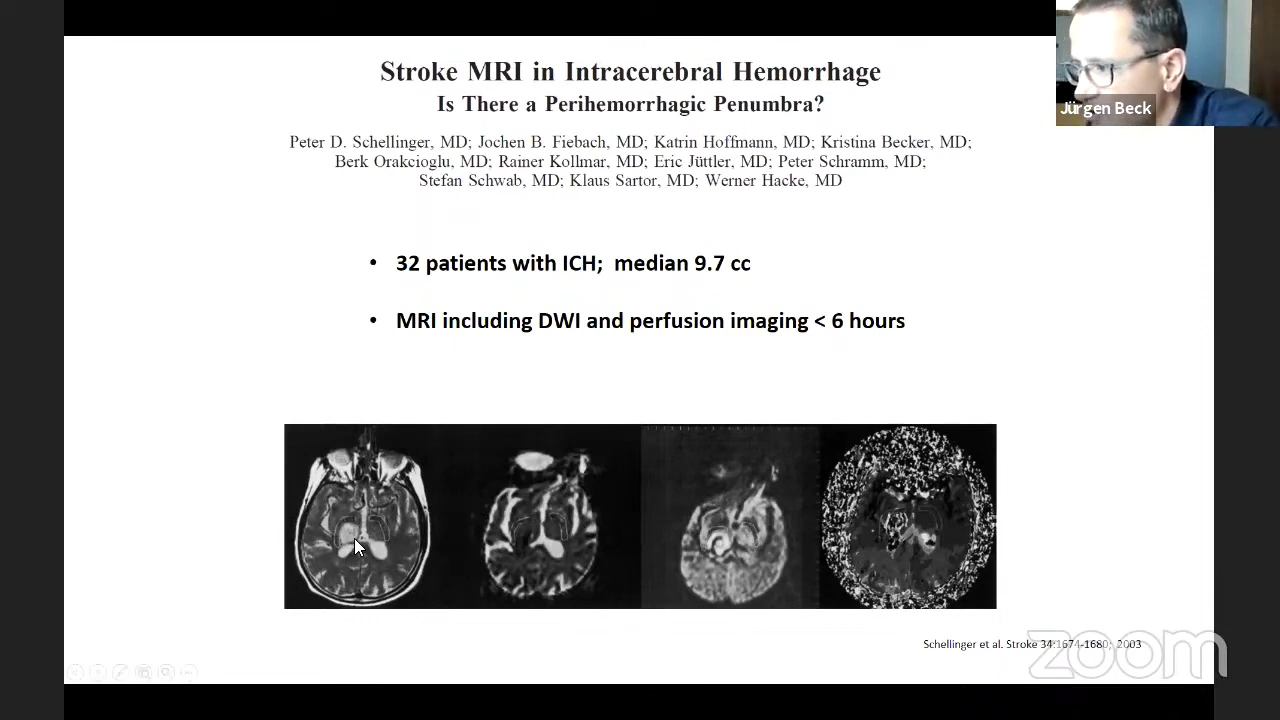 Stroke MRI in Intracerebral Hemorrhage
Is There a Perihemorrhagic Penumbra?
Peter D. Schellinger, MD; Jochen B. Fiebach, MD; Katrin Hoffmann, MD; Kristina Becker, MD;
Berk Orakcioglu, MD; Rainer Kollmar, MD; Eric Jüttler, MD; Peter Schramm, MD;
Stefan Schwab, MD; Klaus Sartor, MD; Werner Hacke, MD
Jürgen Beck
• 32 patients with ICH; median 9.7 cc
• MRI including DWI and perfusion imaging < 6 hours
Schellinger et al. Stroke 34:1674-1680; 2003
zoom